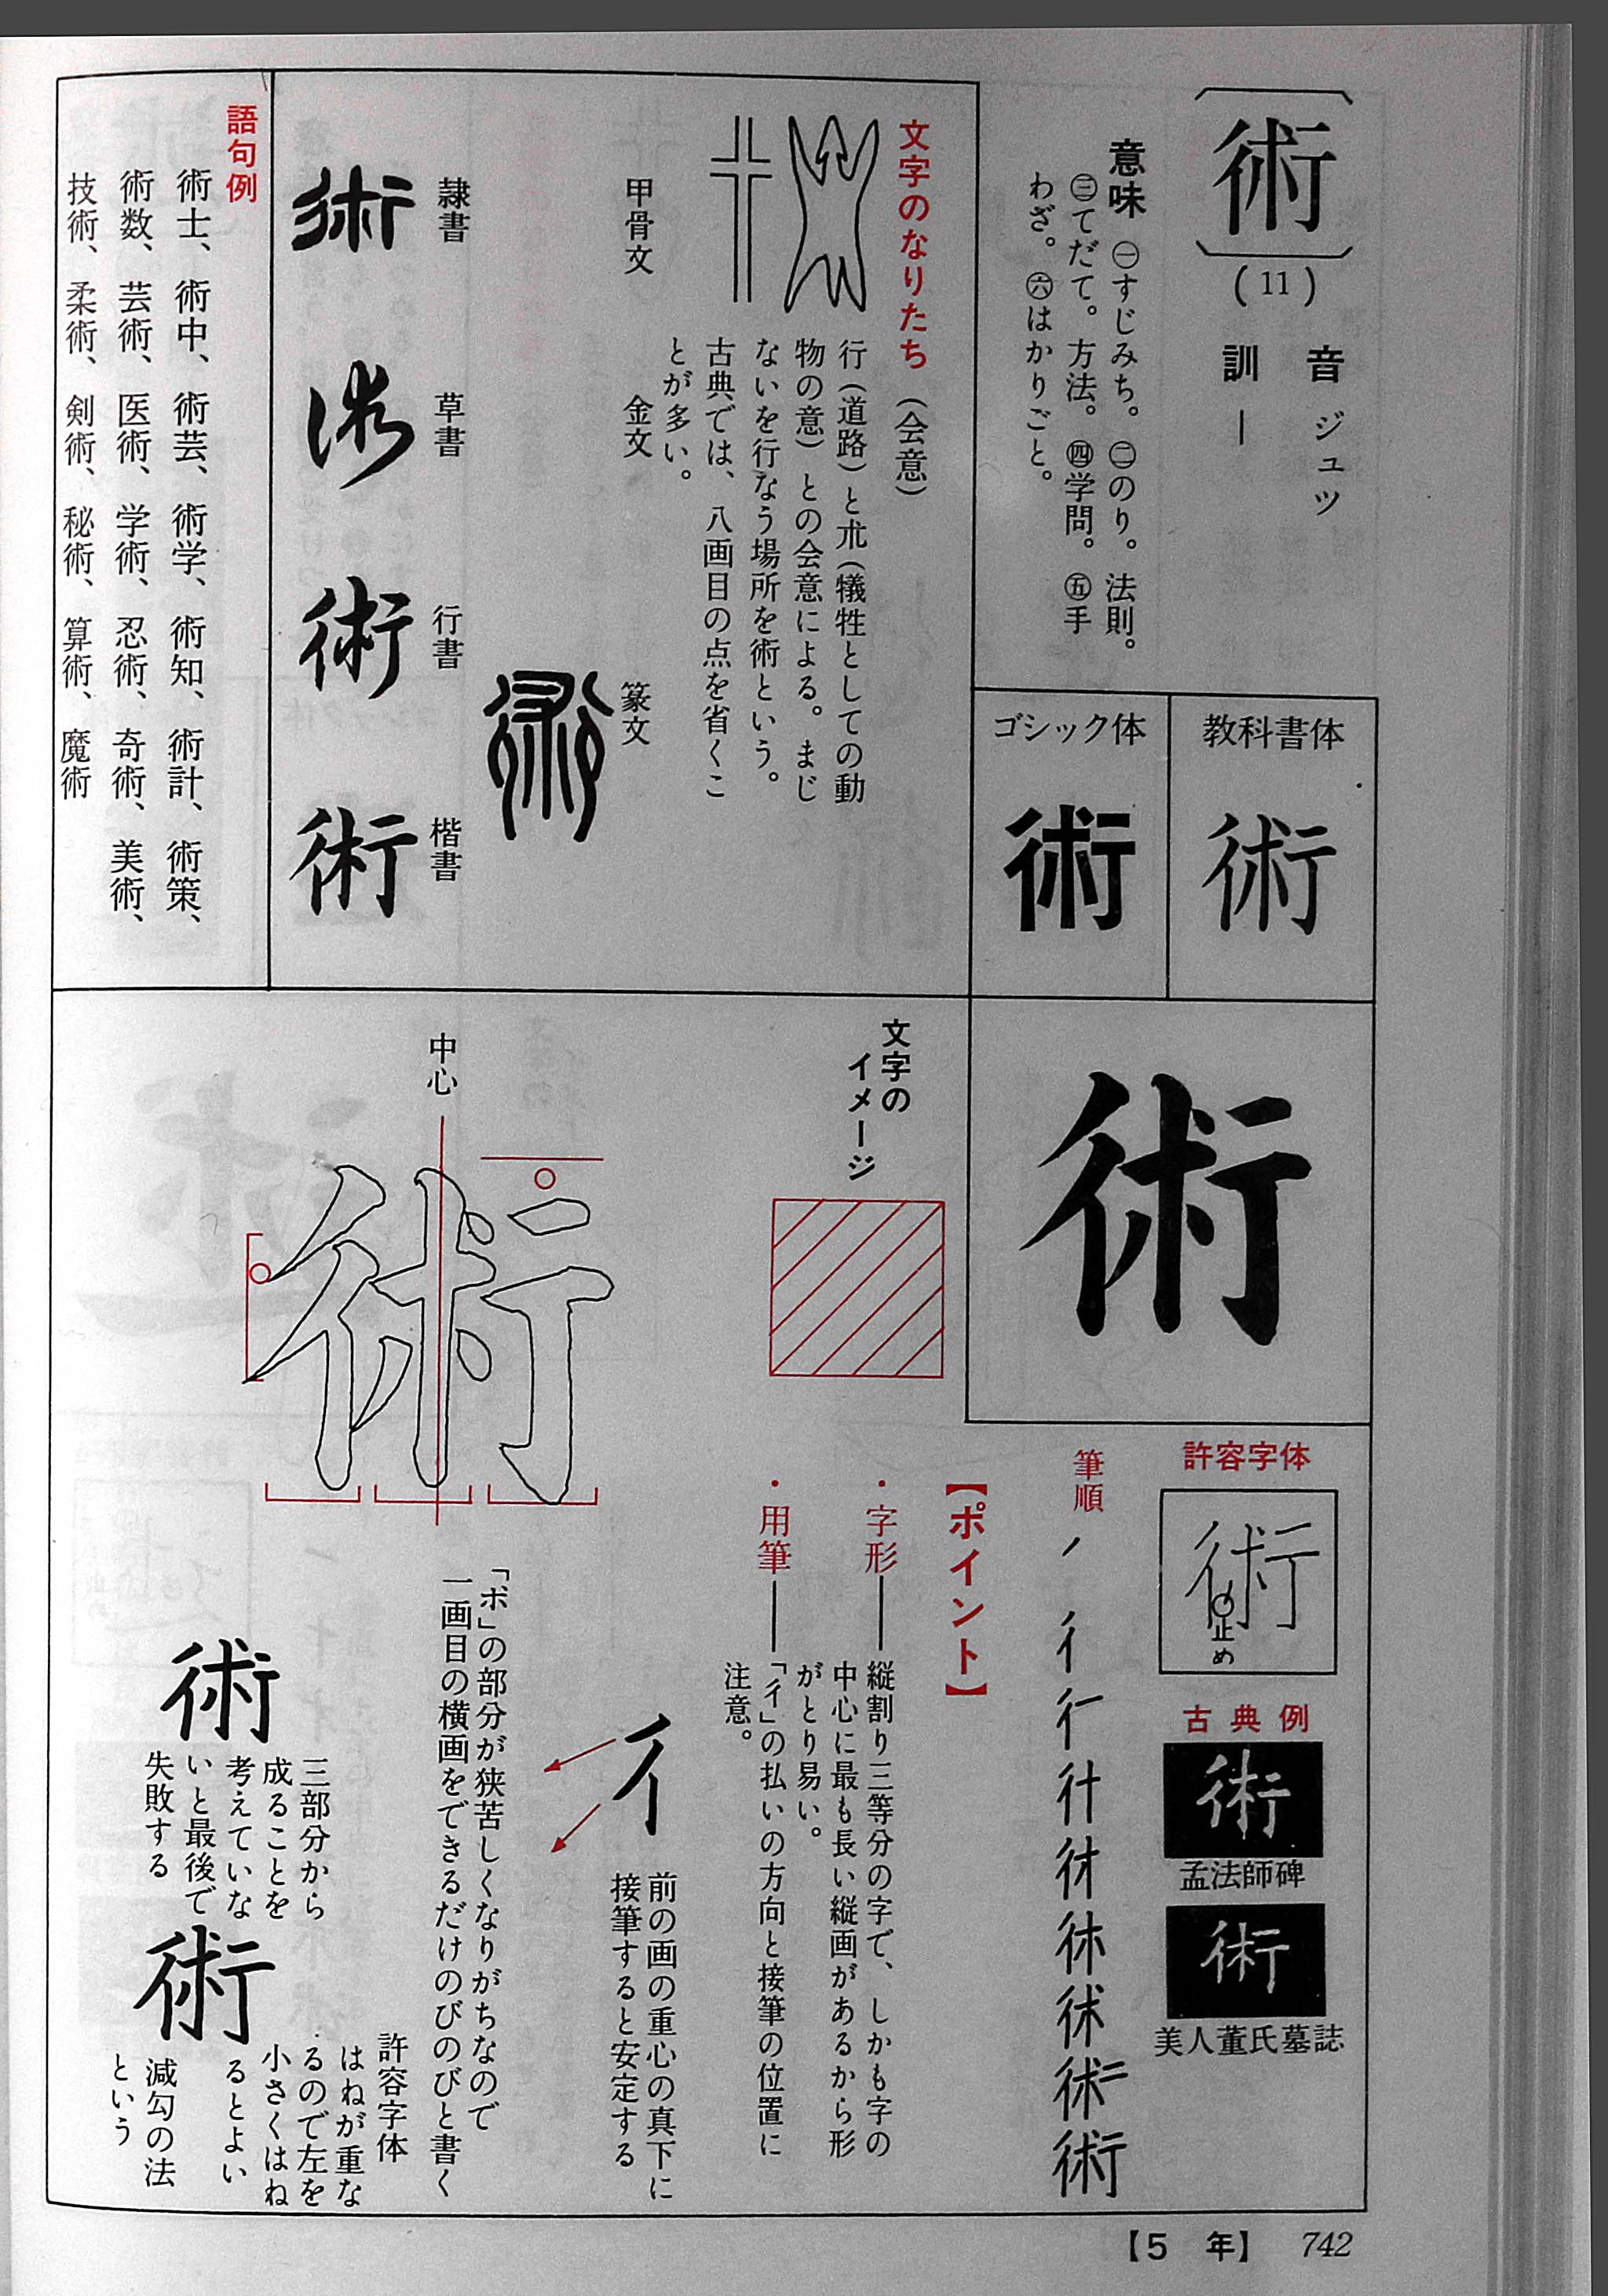 術
(11)
音 ジュツ
訓 ー
意味 ㊀すじみち。㊁のり。法則。
㊂てだて。方法。㊃学問。㊄手
わざ。㊅はかりごと。
教科書体
術
ゴシック体
術
文字のなりたち（会意）
行（道路）と朮（犠牲としての動
物の意）との会意による。まじ
ないを行なう場所を術という。
古典では、八画目の点を省くこ
とが多い。
甲骨文
金文
篆文
術
隷書
術
草書
術
行書
術
楷書
術
語句例
術士、術中、術芸、術学、術知、術計、術策、
術数、芸術、医術、学術、忍術、奇術、美術、
技術、柔術、剣術、秘術、算術、魔術
術
文字の
イメージ
中心
術
許容字体
術
止め
古典例
術
孟法師碑
術
美人董氏墓誌
筆順
【ポイント】
・字形―縦割り三等分の字で、しかも字の
中心に最も長い縦画があるから形
がとり易い。
・用筆―「彳」の払いの方向と接筆の位置に
注意。
彳
前の画の重心の真下に
接筆すると安定する
「ボ」の部分が狭苦しくなりがちなので
一画目の横画をできるだけのびのびと書く
術
三部分から
成ることを
考えていな
いと最後で
失敗する
術
許容字体
はねが重な
るので左を
小さくはね
るとよい
減勾の法
という
【5年】 742